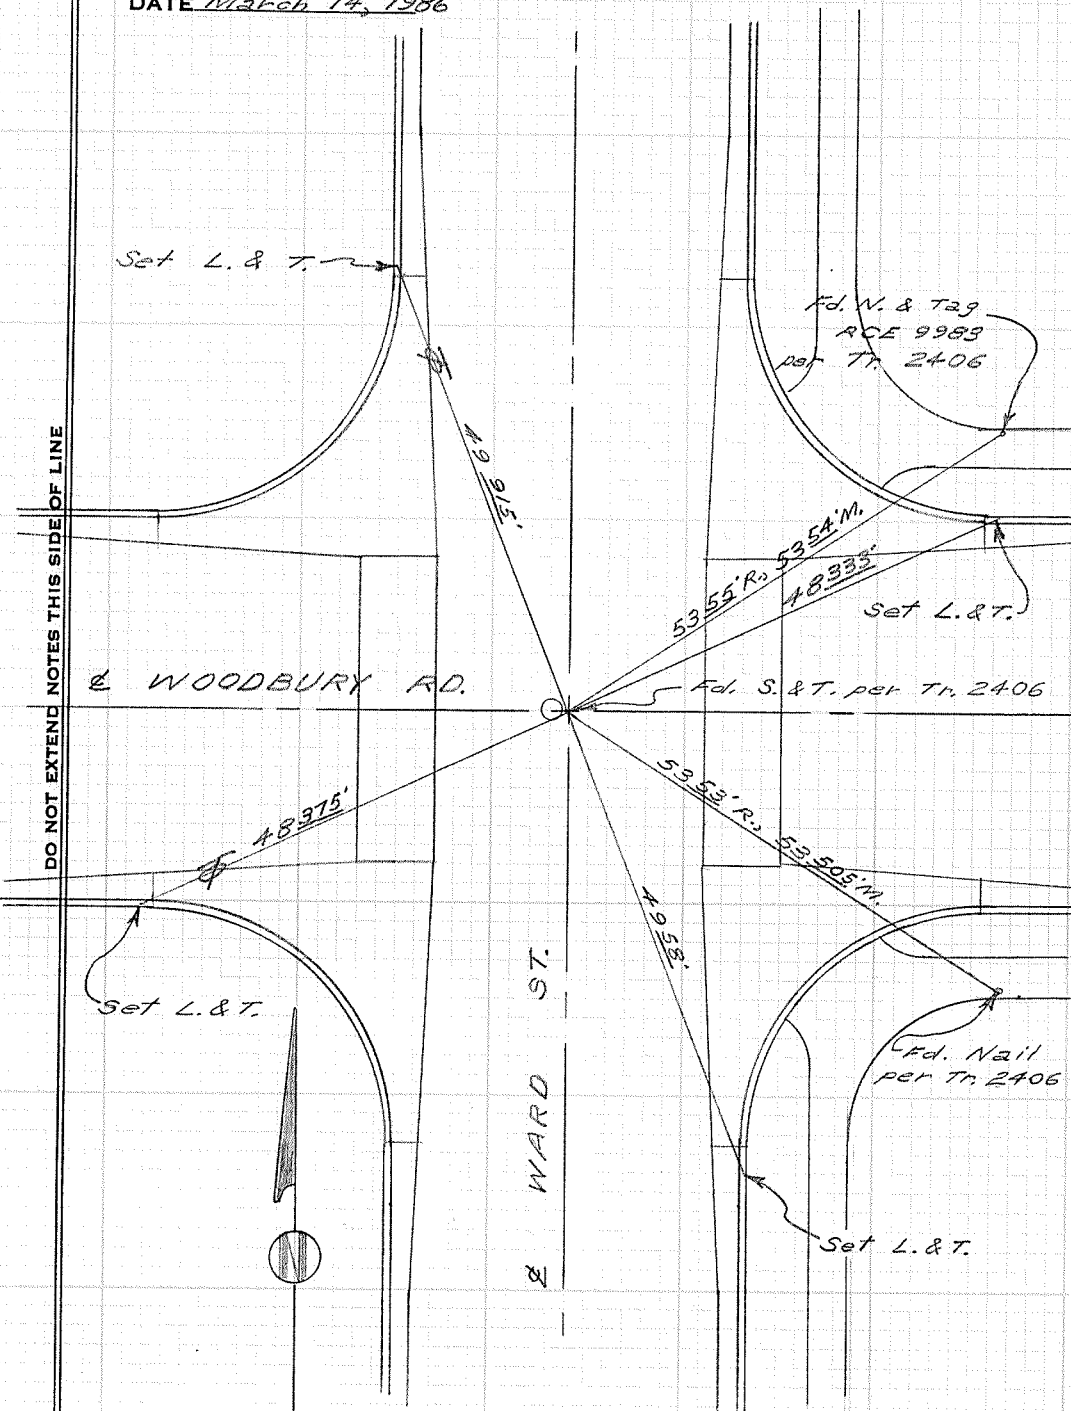 DATE March 14, 1986
Set L. & T.
Fd. N. & Tag
RCE 9983
per Tr. 2406
49 915'
53 55' R., 53 54' M.
48 333'
Set L. & T.
DO NOT EXTEND NOTES THIS SIDE OF LINE
℄ WOODBURY RD.
Fd. S. & T. per Tr. 2406
48 375'
53 53' R., 53 505' M.
49 58'
Set L. & T.
℄ WARD ST.
Fd. Nail
per Tr. 2406
Set L. & T.